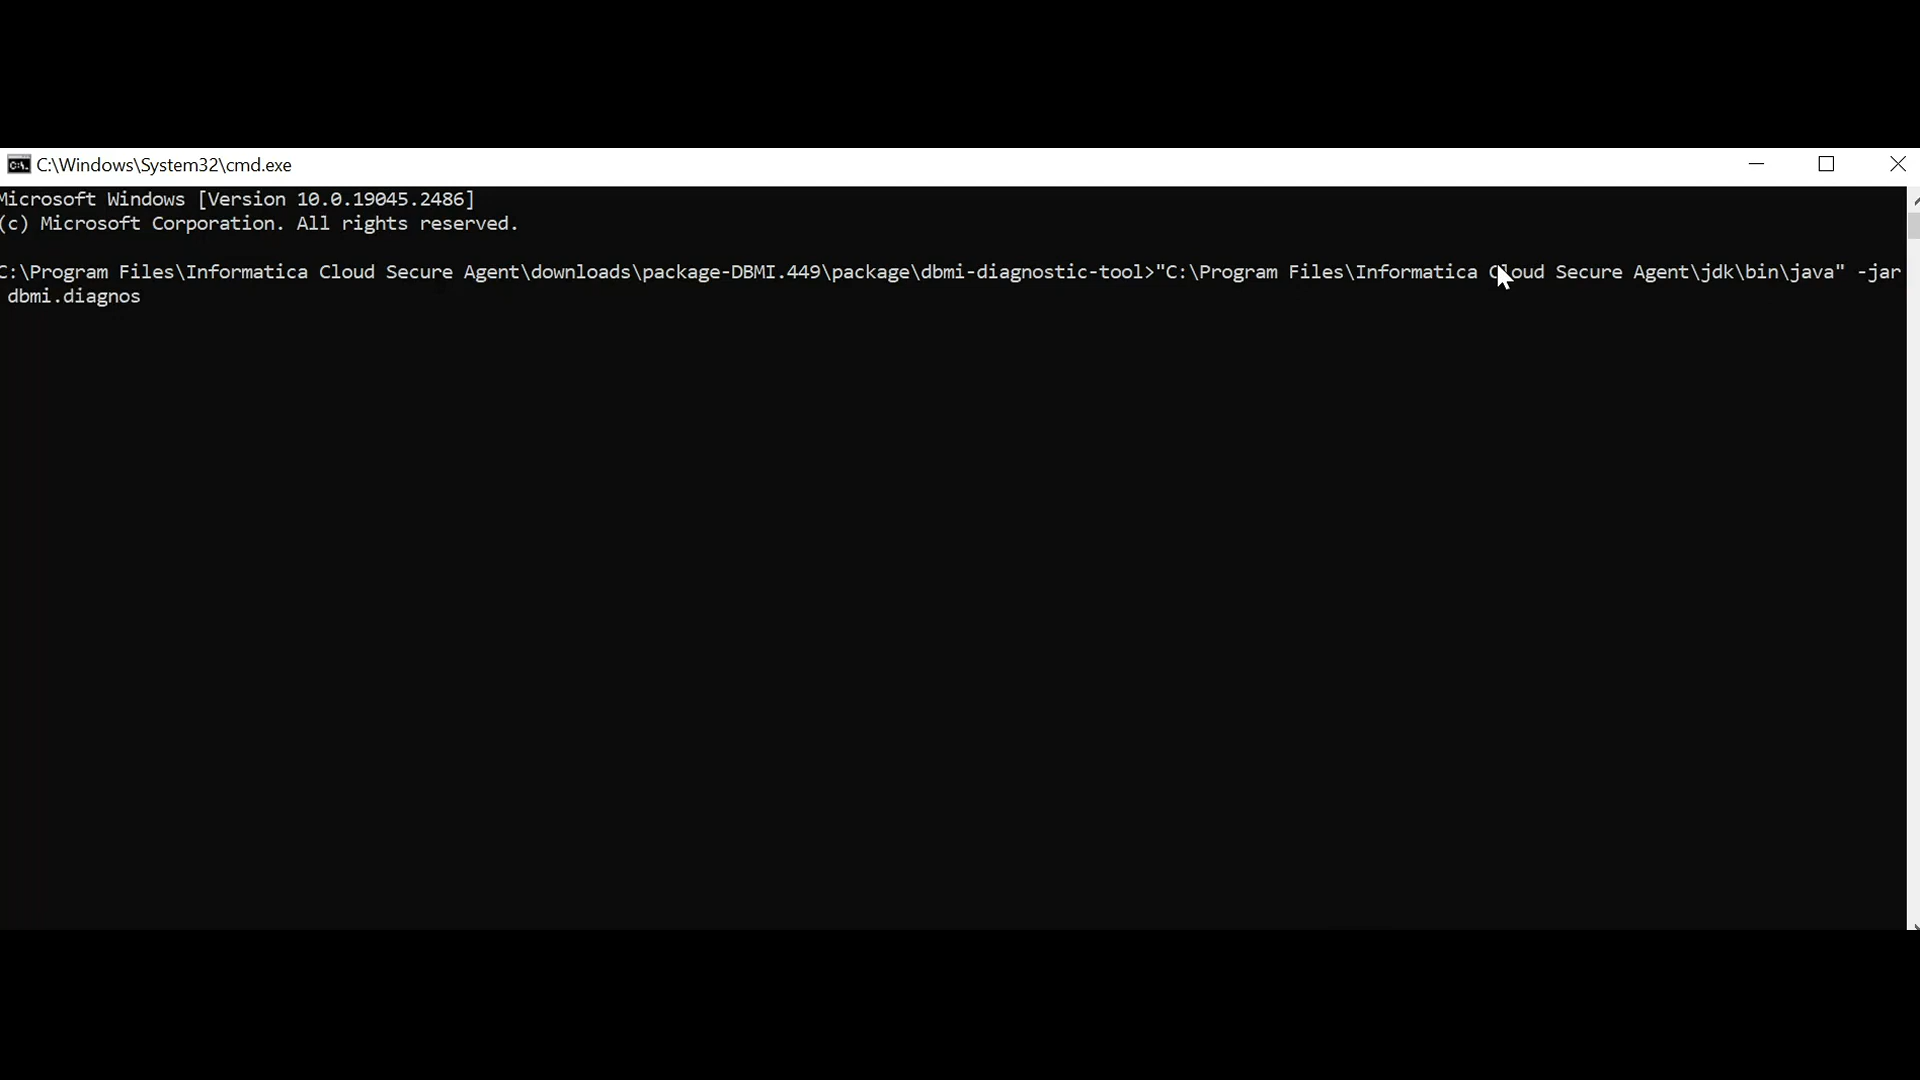 C:\Windows\System32\cmd.exe
Microsoft Windows [Version 10.0.19045.2486]
(c) Microsoft Corporation. All rights reserved.
C:\Program Files\Informatica Cloud Secure Agent\downloads\package-DBMI.449\package\dbmi-diagnostic-tool>"C:\Program Files\Informatica Cloud Secure Agent\jdk\bin\java" -jar
dbmi.diagnos